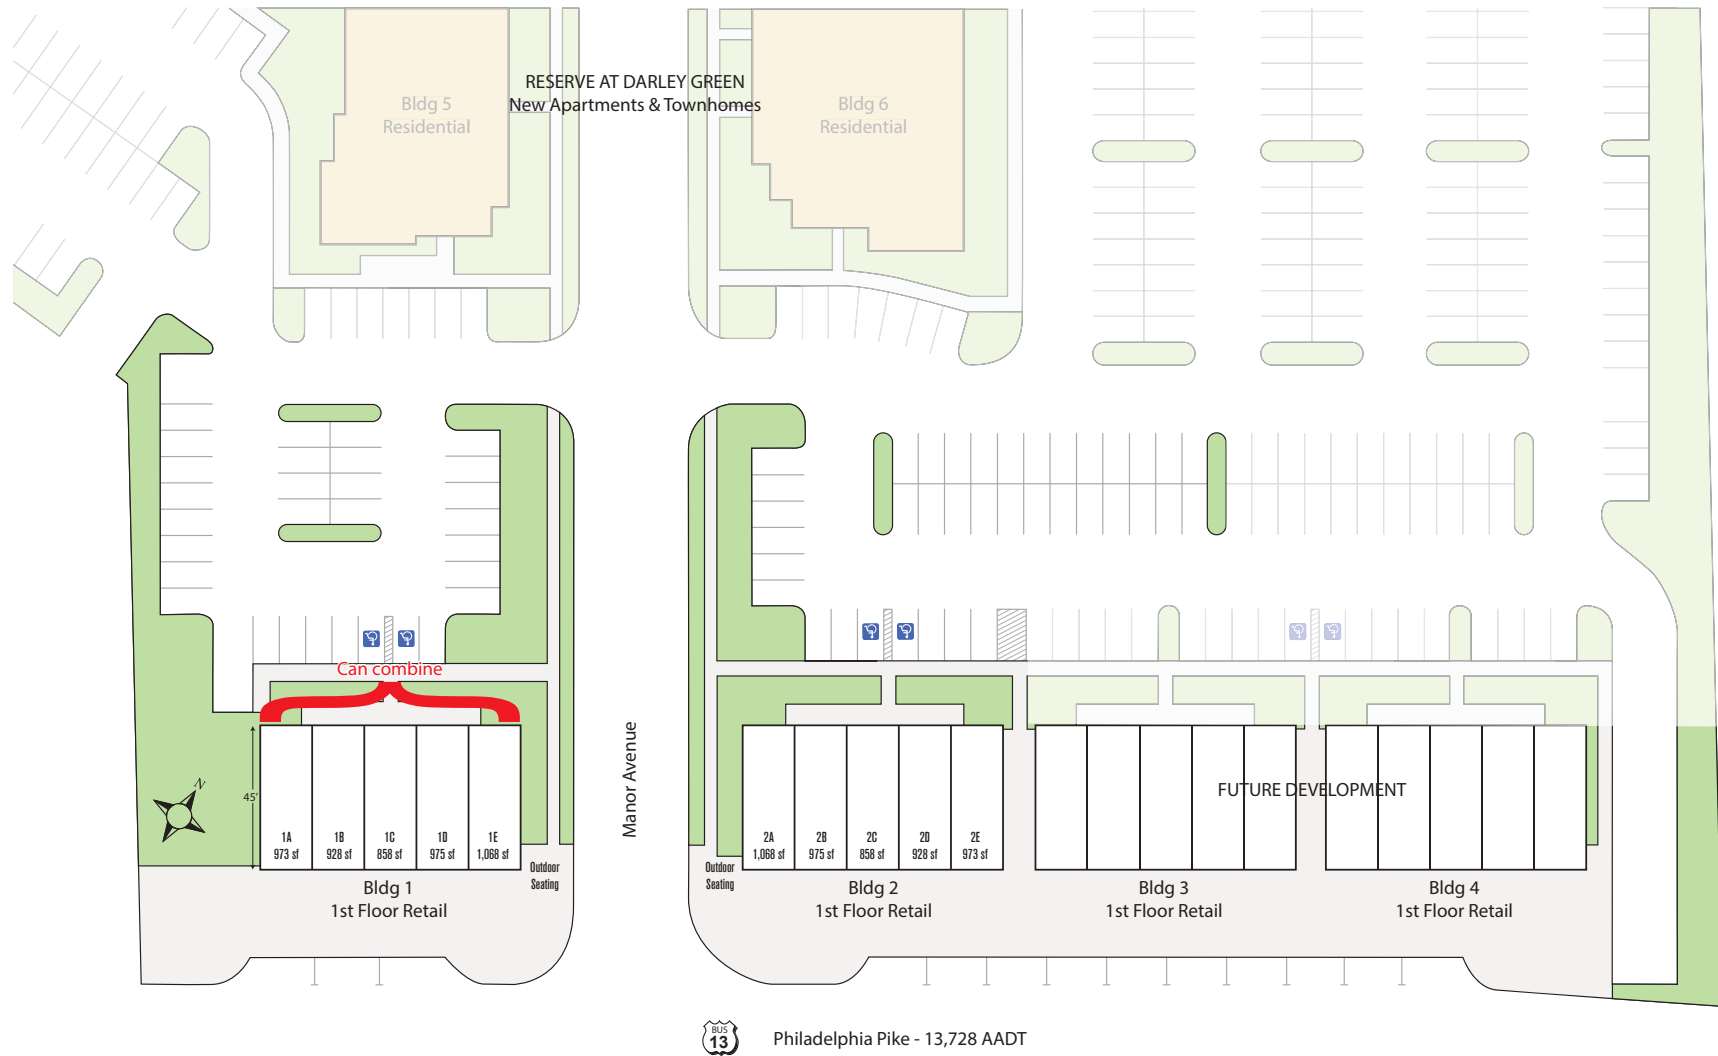 RESERVE AT DARLEY GREEN
New Apartments & Townhomes
Bldg 5
Residential
Bldg 6
Residential
Can combine
Manor Avenue
N
45'
1A
973 sf
1B
928 sf
1C
858 sf
1D
975 sf
1E
1,068 sf
Outdoor
Seating
Bldg 1
1st Floor Retail
Outdoor
Seating
2A
1,068 sf
2B
975 sf
2C
858 sf
2D
928 sf
2E
973 sf
Bldg 2
1st Floor Retail
FUTURE DEVELOPMENT
Bldg 3
1st Floor Retail
Bldg 4
1st Floor Retail
BUS
13
Philadelphia Pike - 13,728 AADT